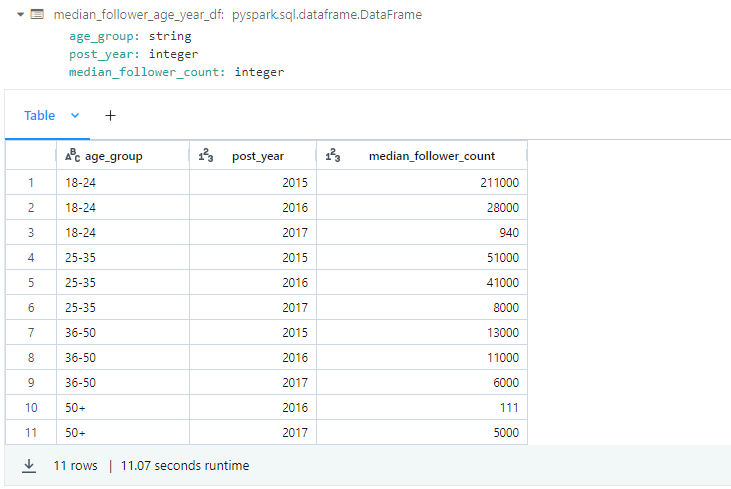 median_follower_age_year_df: pyspark.sql.dataframe.DataFrame
age_group: string
post_year: integer
median_follower_count: integer
Table +
ABC age_group 123 post_year 123 median_follower_count
1 18-24 2015 211000
2 18-24 2016 28000
3 18-24 2017 940
4 25-35 2015 51000
5 25-35 2016 41000
6 25-35 2017 8000
7 36-50 2015 13000
8 36-50 2016 11000
9 36-50 2017 6000
10 50+ 2016 111
11 50+ 2017 5000
11 rows | 11.07 seconds runtime